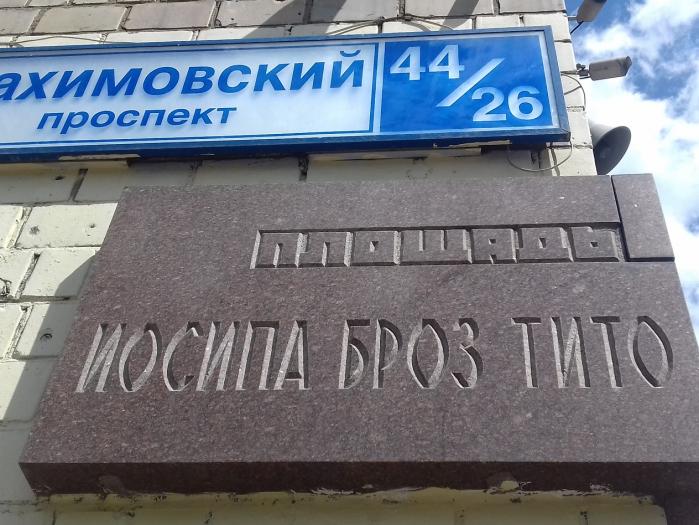 ахимовский
проспект
44/26
площадь
ИОСИПА БРОЗ ТИТО